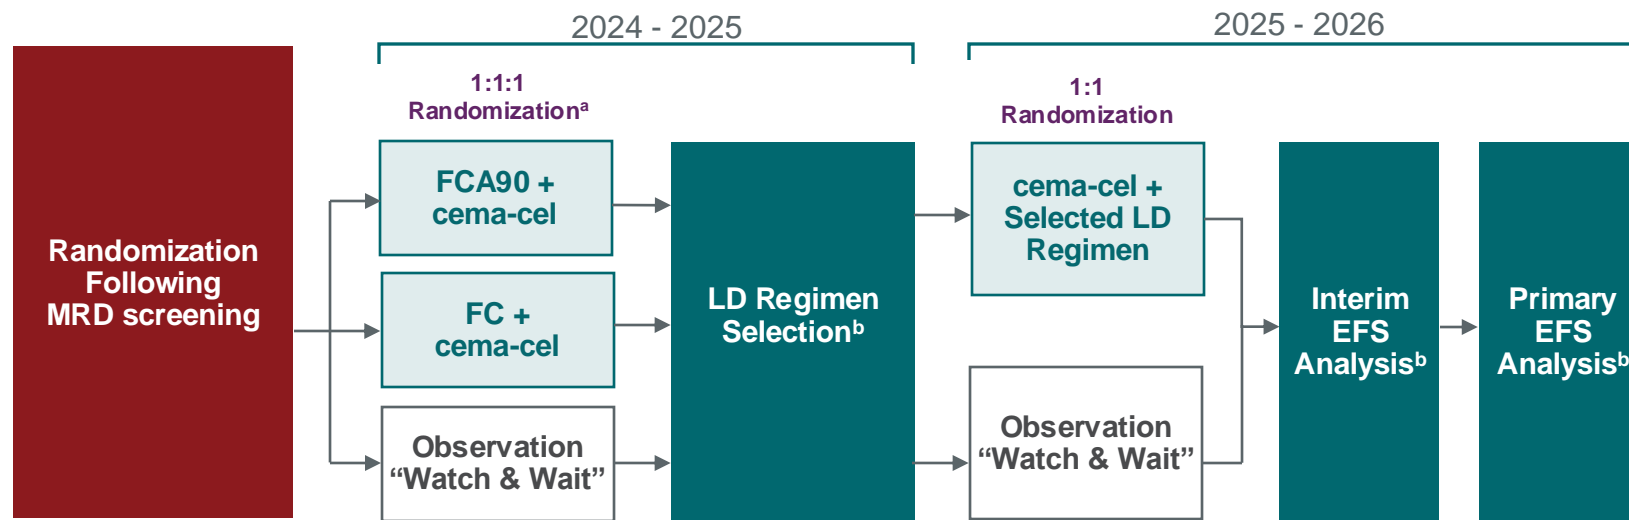 2024 - 2025
2025 - 2026
1:1:1
Randomizationᵃ
1:1
Randomization
Randomization
Following
MRD screening
FCA90 +
cema-cel
FC +
cema-cel
Observation
“Watch & Wait”
LD Regimen
Selectionᵇ
cema-cel +
Selected LD
Regimen
Observation
“Watch & Wait”
Interim
EFS
Analysisᵇ
Primary
EFS
Analysisᵇ